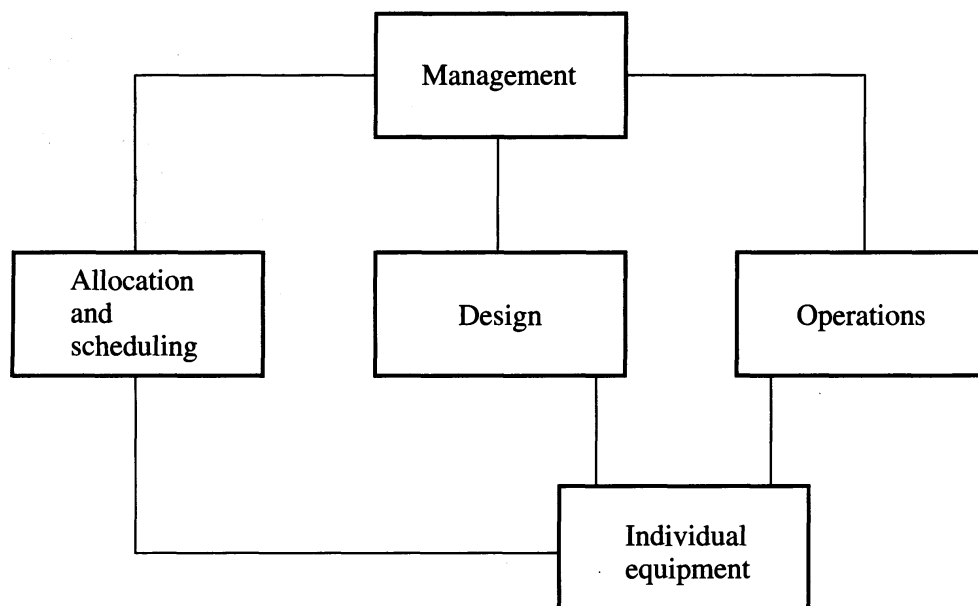 Management
Allocation
and
scheduling
Design
Operations
Individual
equipment